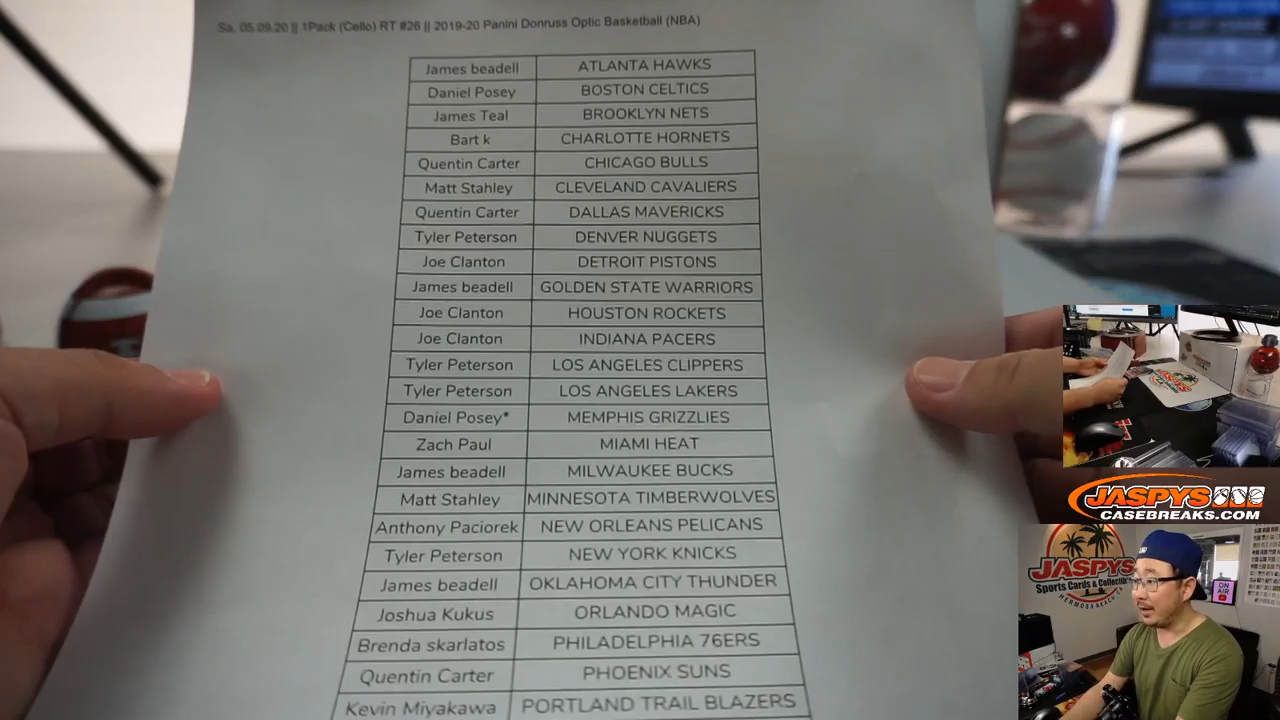 Sa. 05.09.20 || 1Pack (Cello) RT #26 || 2019-20 Panini Donruss Optic Basketball (NBA)
James beadell ATLANTA HAWKS
Daniel Posey BOSTON CELTICS
James Teal BROOKLYN NETS
Bart k CHARLOTTE HORNETS
Quentin Carter CHICAGO BULLS
Matt Stahley CLEVELAND CAVALIERS
Quentin Carter DALLAS MAVERICKS
Tyler Peterson DENVER NUGGETS
Joe Clanton DETROIT PISTONS
James beadell GOLDEN STATE WARRIORS
Joe Clanton HOUSTON ROCKETS
Joe Clanton INDIANA PACERS
Tyler Peterson LOS ANGELES CLIPPERS
Tyler Peterson LOS ANGELES LAKERS
Daniel Posey* MEMPHIS GRIZZLIES
Zach Paul MIAMI HEAT
James beadell MILWAUKEE BUCKS
Matt Stahley MINNESOTA TIMBERWOLVES
Anthony Paciorek NEW ORLEANS PELICANS
Tyler Peterson NEW YORK KNICKS
James beadell OKLAHOMA CITY THUNDER
Joshua Kukus ORLANDO MAGIC
Brenda skarlatos PHILADELPHIA 76ERS
Quentin Carter PHOENIX SUNS
Kevin Miyakawa PORTLAND TRAIL BLAZERS
JASPYS
CASEBREAKS.COM
JASPYS
Sports Cards & Collectib
HERMOSA BEACH, CA
ON AIR